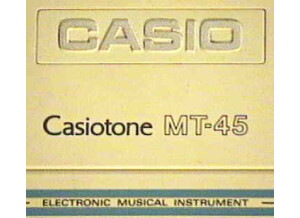 CASIO
Casiotone MT-45
ELECTRONIC MUSICAL INSTRUMENT